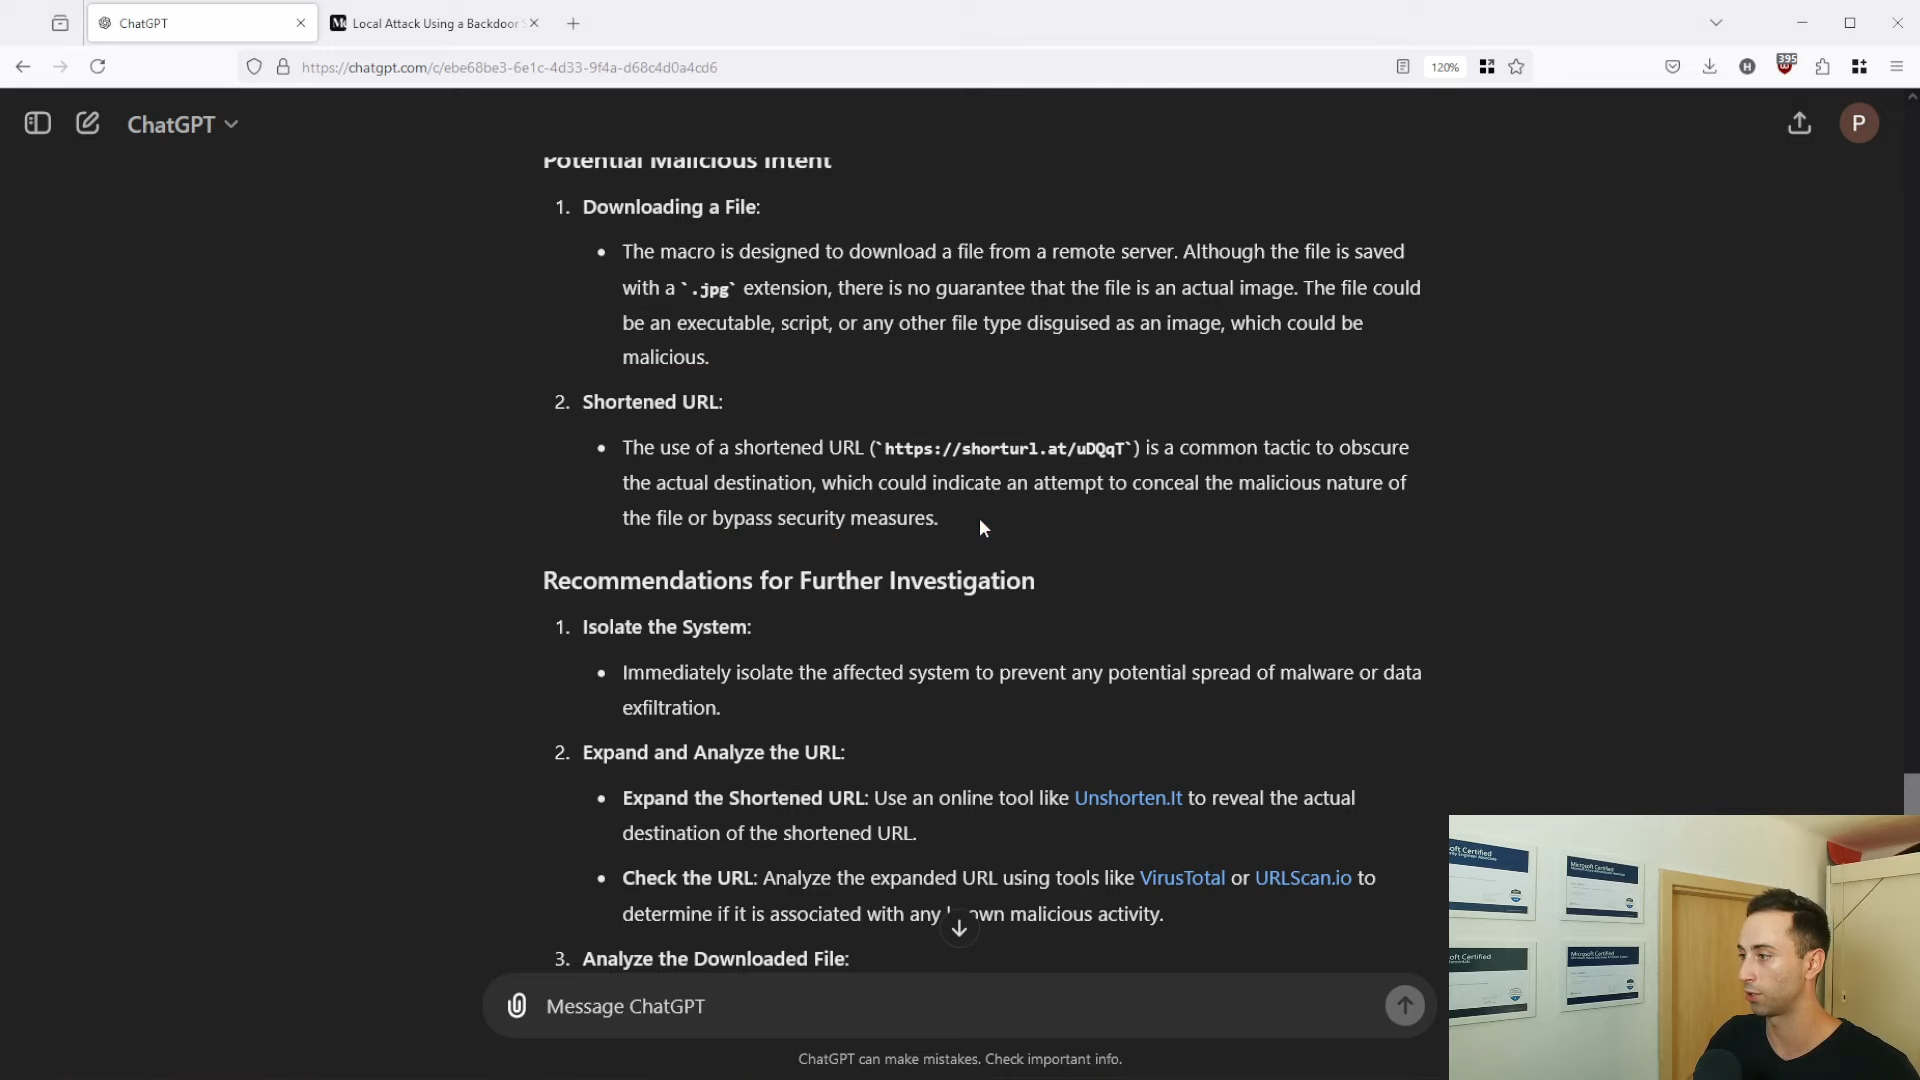 ChatGPT
Local Attack Using a Backdoor
https://chatgpt.com/c/ebe68be3-6e1c-4d33-9f4a-d68c4d0a4cd6
120%
395
ChatGPT
P
Potential Malicious Intent
1. Downloading a File:
• The macro is designed to download a file from a remote server. Although the file is saved
with a `.jpg` extension, there is no guarantee that the file is an actual image. The file could
be an executable, script, or any other file type disguised as an image, which could be
malicious.
2. Shortened URL:
• The use of a shortened URL (`https://shorturl.at/uDQqT`) is a common tactic to obscure
the actual destination, which could indicate an attempt to conceal the malicious nature of
the file or bypass security measures.
Recommendations for Further Investigation
1. Isolate the System:
• Immediately isolate the affected system to prevent any potential spread of malware or data
exfiltration.
2. Expand and Analyze the URL:
• Expand the Shortened URL: Use an online tool like Unshorten.It to reveal the actual
destination of the shortened URL.
• Check the URL: Analyze the expanded URL using tools like VirusTotal or URLScan.io to
determine if it is associated with any known malicious activity.
3. Analyze the Downloaded File:
Message ChatGPT
ChatGPT can make mistakes. Check important info.
oft Certified
Microsoft Certified
oft Certified
Microsoft Certified